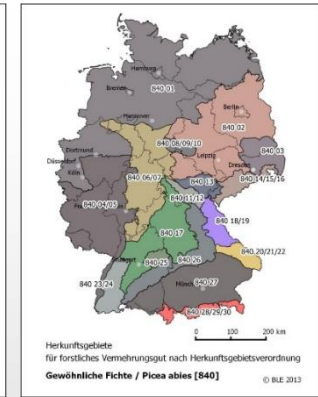 Hamburg
840 01
Bremen
Hannover
Berlin
840 02
Dortmund
840 08/09/10
Düsseldorf
Leipzig
840 03
Köln
Dresden
840 06/07
840 13
840 14/15/16
840 11/12
840 04/05
840 18/19
840 17
840 20/21/22
840 25
840 26
840 23/24
840 27
840 28/29/30
0 100 200 km
Herkunftsgebiete
für forstliches Vermehrungsgut nach Herkunftsgebietsverordnung
Gewöhnliche Fichte / Picea abies [840]
© BLE 2013